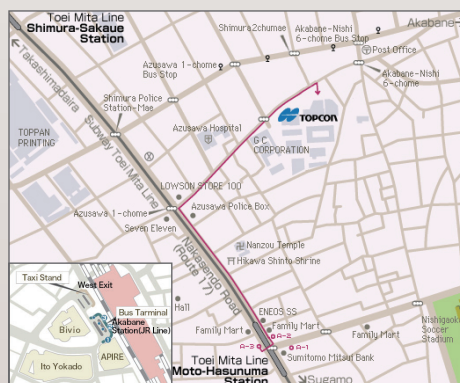 Toei Mita Line
Shimura-Sakaue
Station
Shimura 2chumae
Akabane-Nishi
6-chome Bus Stop
Akabane-
Post Office
Azusawa 1-chome
Bus Stop
Akabane-Nishi
6-chome
Takashimadaira
Shimura Police
Station-Mae
TOPCON
TOPPAN
PRINTING
Subway Toei Mita Line
Azusawa Hospital
G.C.
CORPORATION
LOWSON STORE 100
Azusawa 1-chome
Azusawa Police Box
Seven Eleven
Nakasendo Road
(Route 17)
Nanzou Temple
Hikawa Shinto Shrine
Taxi Stand
West Exit
Bus Tarminal
Akabane
Station(JR Line)
Bivio
Ito Yokado
APIRE
Hall
ENEOS SS
Family Mart
Family Mart
Family Mart
Nishigaoka
Soccer
Stadium
A-3
A-2
A-1
Sumitomo Mitsui Bank
Toei Mita Line
Moto-Hasunuma
Station
Sugamo